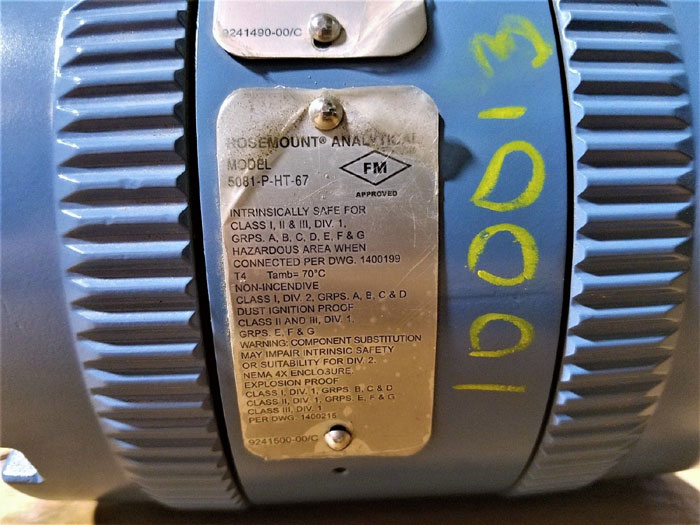 9241490-00/C
ROSEMOUNT® ANALYTICAL
MODEL
5081-P-HT-67
FM
APPROVED
INTRINSICALLY SAFE FOR
CLASS I, II & III, DIV. 1,
GRPS. A, B, C, D, E, F & G
HAZARDOUS AREA WHEN
CONNECTED PER DWG. 1400199
T4 Tamb= 70°C
NON-INCENDIVE
CLASS I, DIV. 2, GRPS. A, B, C & D
DUST IGNITION PROOF
CLASS II AND III, DIV. 1,
GRPS. E, F & G
WARNING: COMPONENT SUBSTITUTION
MAY IMPAIR INTRINSIC SAFETY
OR SUITABILITY FOR DIV. 2.
NEMA 4X ENCLOSURE.
EXPLOSION PROOF
CLASS I, DIV. 1, GRPS. B, C & D
CLASS II, DIV. 1, GRPS. E, F & G
CLASS III, DIV. 1
PER DWG. 1400215
9241500-00/C
10001-3